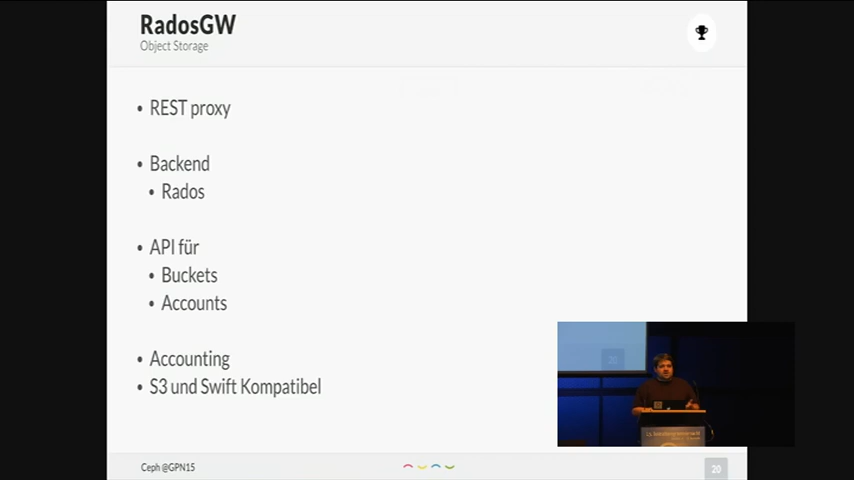 RadosGW
Object Storage
• REST proxy
• Backend
• Rados
• API für
• Buckets
• Accounts
• Accounting
• S3 und Swift Kompatibel
Ceph @GPN15
20